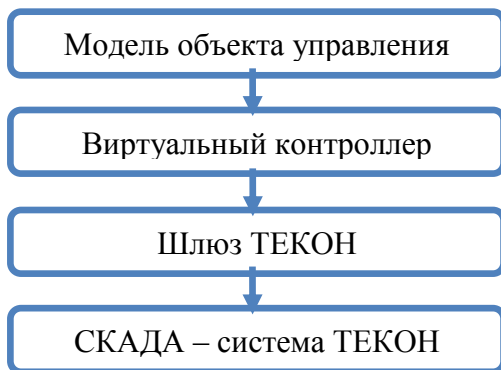 Модель объекта управления
Виртуальный контроллер
Шлюз ТЕКОН
СКАДА – система ТЕКОН